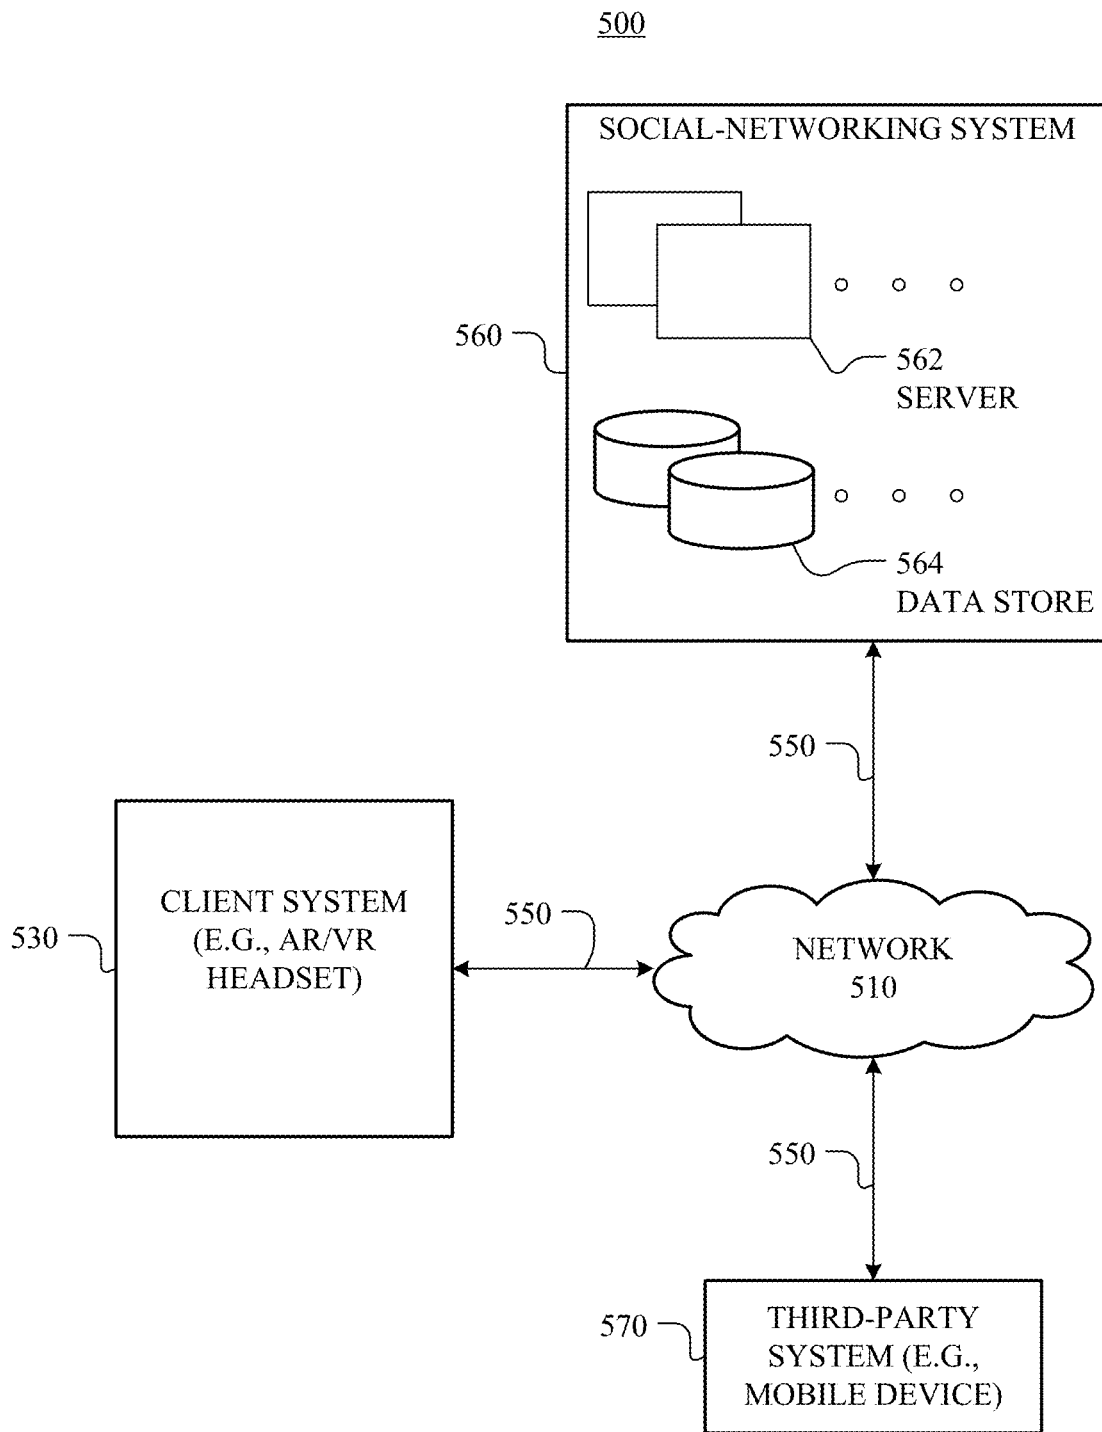 500
SOCIAL-NETWORKING SYSTEM
560
562
SERVER
564
DATA STORE
550
CLIENT SYSTEM
(E.G., AR/VR
HEADSET)
530
550
NETWORK
510
550
570
THIRD-PARTY
SYSTEM (E.G.,
MOBILE DEVICE)